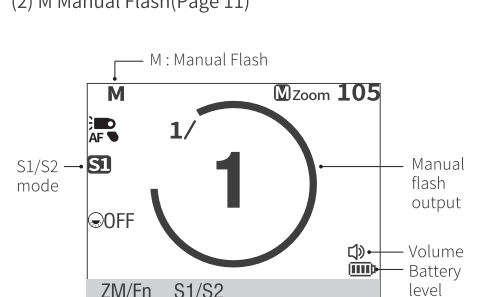 (2) M Manual Flash(Page 11)
M : Manual Flash
M
M Zoom 105
AF
1/
1
S1/S2
mode
S1
Manual
flash
output
OFF
Volume
Battery
level
ZM/Fn S1/S2